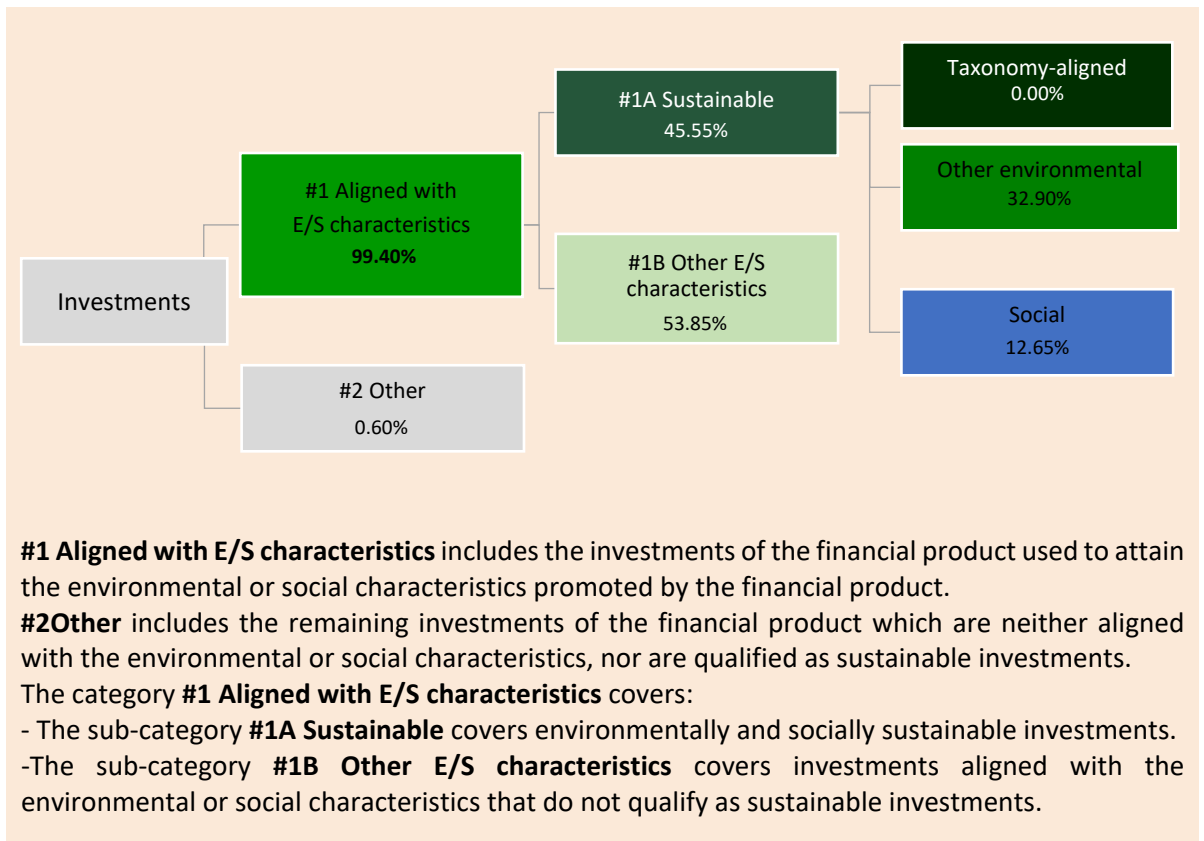 Investments
#1 Aligned with
E/S characteristics
99.40%
#2 Other
0.60%
#1A Sustainable
45.55%
#1B Other E/S
characteristics
53.85%
Taxonomy-aligned
0.00%
Other environmental
32.90%
Social
12.65%
#1 Aligned with E/S characteristics includes the investments of the financial product used to attain
the environmental or social characteristics promoted by the financial product.
#2Other includes the remaining investments of the financial product which are neither aligned
with the environmental or social characteristics, nor are qualified as sustainable investments.
The category #1 Aligned with E/S characteristics covers:
- The sub-category #1A Sustainable covers environmentally and socially sustainable investments.
-The sub-category #1B Other E/S characteristics covers investments aligned with the
environmental or social characteristics that do not qualify as sustainable investments.